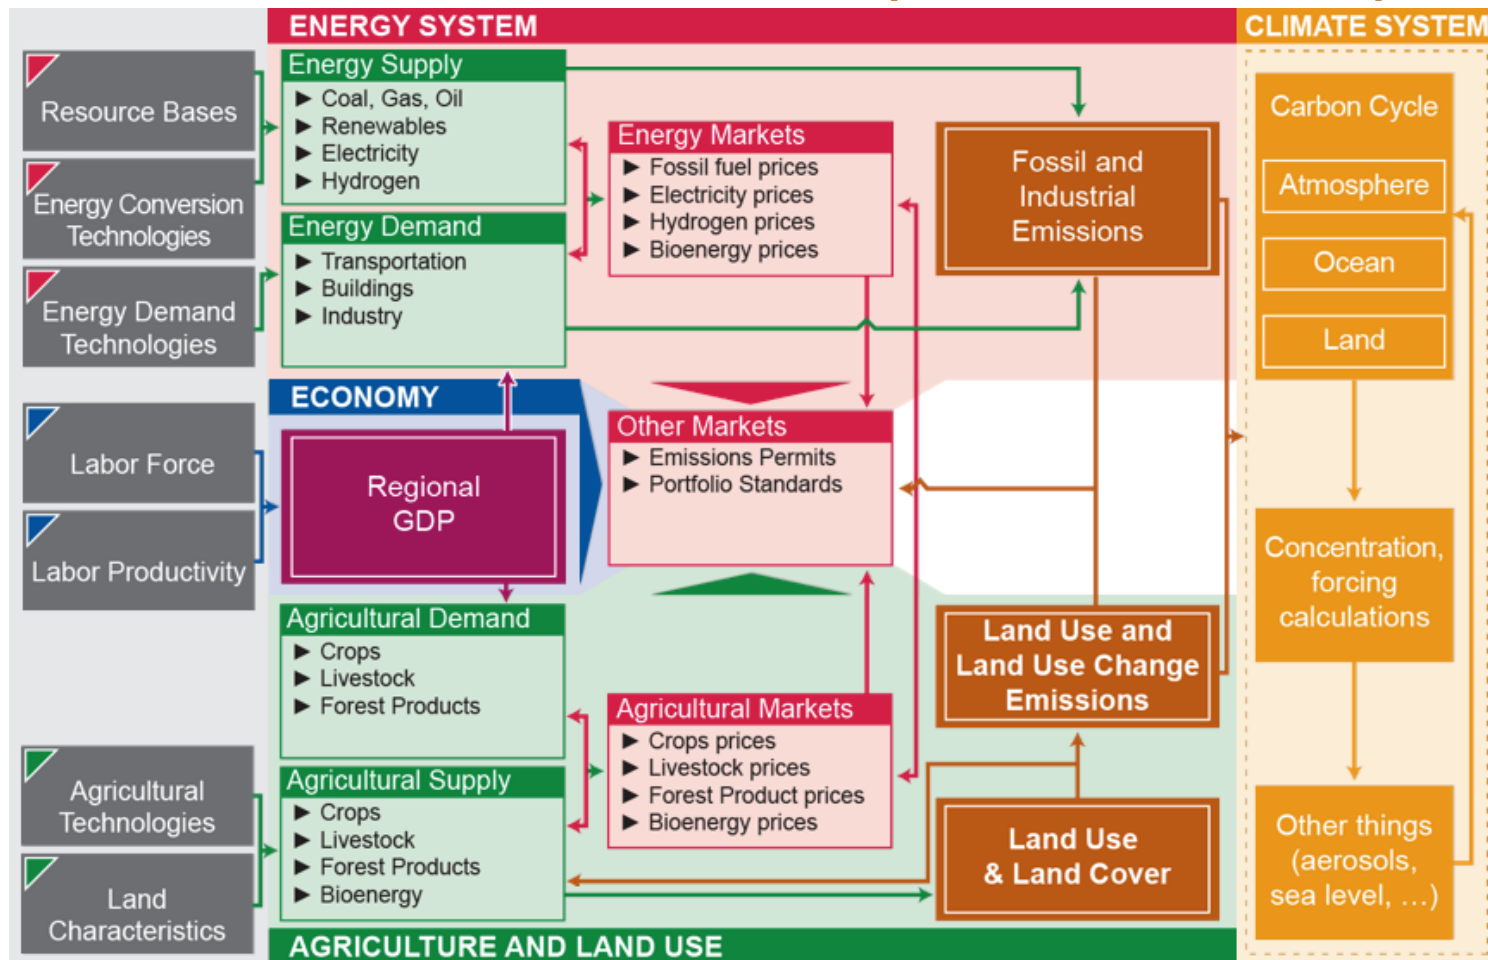 ENERGY SYSTEM
CLIMATE SYSTEM
Resource Bases
Energy Conversion
Technologies
Energy Demand
Technologies
Labor Force
Labor Productivity
Agricultural
Technologies
Land
Characteristics
Energy Supply
► Coal, Gas, Oil
► Renewables
► Electricity
► Hydrogen
Energy Demand
► Transportation
► Buildings
► Industry
Energy Markets
► Fossil fuel prices
► Electricity prices
► Hydrogen prices
► Bioenergy prices
Fossil and
Industrial
Emissions
ECONOMY
Regional
GDP
Other Markets
► Emissions Permits
► Portfolio Standards
Agricultural Demand
► Crops
► Livestock
► Forest Products
Agricultural Supply
► Crops
► Livestock
► Forest Products
► Bioenergy
Agricultural Markets
► Crops prices
► Livestock prices
► Forest Product prices
► Bioenergy prices
Land Use and
Land Use Change
Emissions
Land Use
& Land Cover
AGRICULTURE AND LAND USE
Carbon Cycle
Atmosphere
Ocean
Land
Concentration,
forcing
calculations
Other things
(aerosols,
sea level, …)